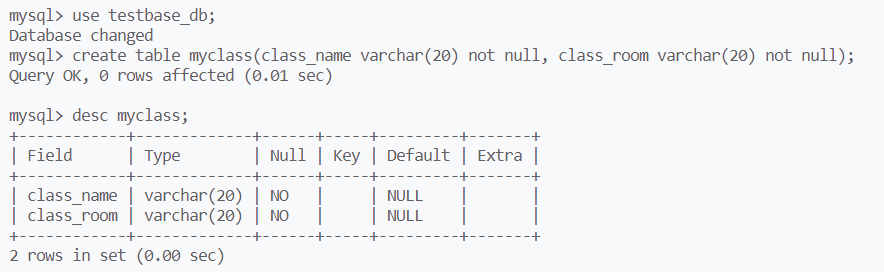 mysql> use testbase_db;
Database changed
mysql> create table myclass(class_name varchar(20) not null, class_room varchar(20) not null);
Query OK, 0 rows affected (0.01 sec)
mysql> desc myclass;
+------------+-------------+------+-----+---------+-------+
| Field      | Type        | Null | Key | Default | Extra |
+------------+-------------+------+-----+---------+-------+
| class_name | varchar(20) | NO   |     | NULL    |       |
| class_room | varchar(20) | NO   |     | NULL    |       |
+------------+-------------+------+-----+---------+-------+
2 rows in set (0.00 sec)